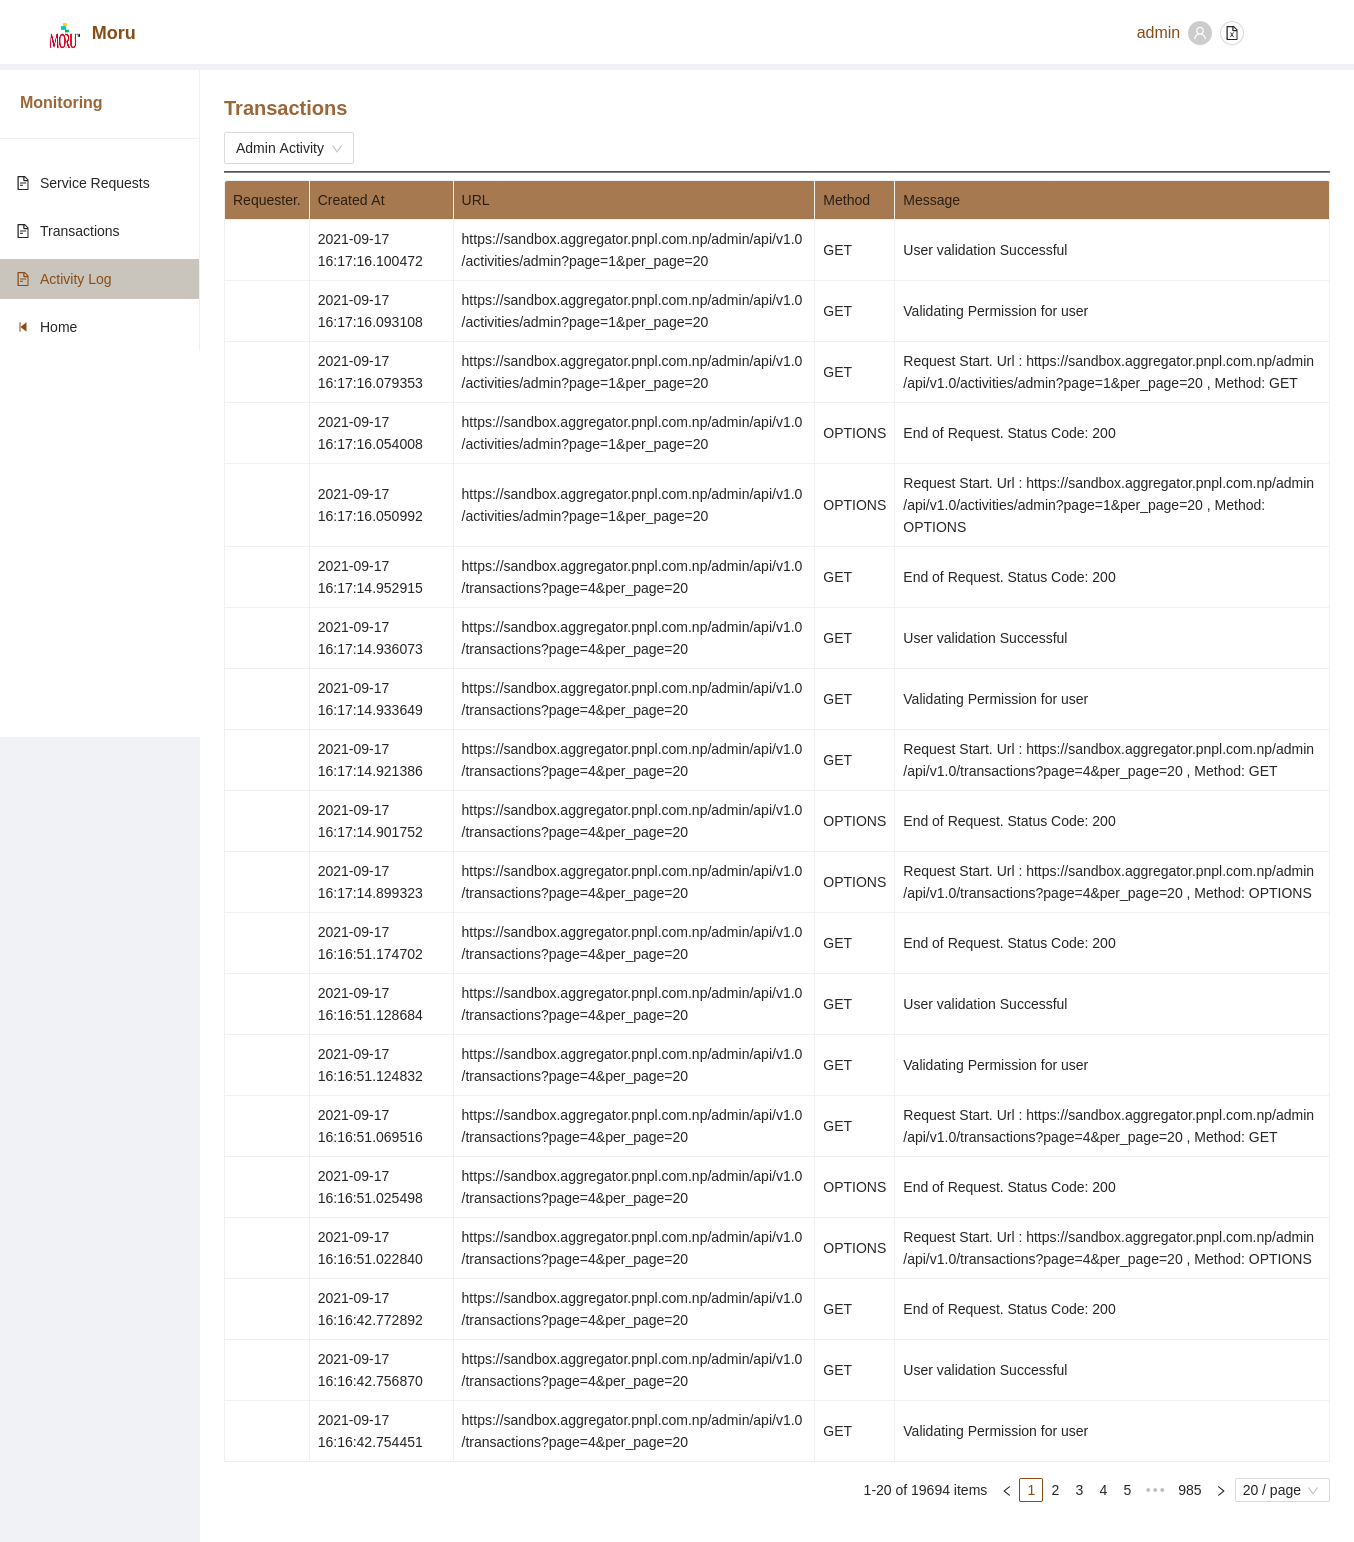 MORU™ Moru
admin
Monitoring
Service Requests
Transactions
Activity Log
Home
Transactions
Admin Activity
Requester. Created At URL Method Message
2021-09-17 https://sandbox.aggregator.pnpl.com.np/admin/api/v1.0 GET User validation Successful
16:17:16.100472 /activities/admin?page=1&per_page=20
2021-09-17 https://sandbox.aggregator.pnpl.com.np/admin/api/v1.0 GET Validating Permission for user
16:17:16.093108 /activities/admin?page=1&per_page=20
2021-09-17 https://sandbox.aggregator.pnpl.com.np/admin/api/v1.0 GET Request Start. Url : https://sandbox.aggregator.pnpl.com.np/admin
16:17:16.079353 /activities/admin?page=1&per_page=20 /api/v1.0/activities/admin?page=1&per_page=20 , Method: GET
2021-09-17 https://sandbox.aggregator.pnpl.com.np/admin/api/v1.0 OPTIONS End of Request. Status Code: 200
16:17:16.054008 /activities/admin?page=1&per_page=20
2021-09-17 https://sandbox.aggregator.pnpl.com.np/admin/api/v1.0 OPTIONS Request Start. Url : https://sandbox.aggregator.pnpl.com.np/admin
16:17:16.050992 /activities/admin?page=1&per_page=20 /api/v1.0/activities/admin?page=1&per_page=20 , Method:
OPTIONS
2021-09-17 https://sandbox.aggregator.pnpl.com.np/admin/api/v1.0 GET End of Request. Status Code: 200
16:17:14.952915 /transactions?page=4&per_page=20
2021-09-17 https://sandbox.aggregator.pnpl.com.np/admin/api/v1.0 GET User validation Successful
16:17:14.936073 /transactions?page=4&per_page=20
2021-09-17 https://sandbox.aggregator.pnpl.com.np/admin/api/v1.0 GET Validating Permission for user
16:17:14.933649 /transactions?page=4&per_page=20
2021-09-17 https://sandbox.aggregator.pnpl.com.np/admin/api/v1.0 GET Request Start. Url : https://sandbox.aggregator.pnpl.com.np/admin
16:17:14.921386 /transactions?page=4&per_page=20 /api/v1.0/transactions?page=4&per_page=20 , Method: GET
2021-09-17 https://sandbox.aggregator.pnpl.com.np/admin/api/v1.0 OPTIONS End of Request. Status Code: 200
16:17:14.901752 /transactions?page=4&per_page=20
2021-09-17 https://sandbox.aggregator.pnpl.com.np/admin/api/v1.0 OPTIONS Request Start. Url : https://sandbox.aggregator.pnpl.com.np/admin
16:17:14.899323 /transactions?page=4&per_page=20 /api/v1.0/transactions?page=4&per_page=20 , Method: OPTIONS
2021-09-17 https://sandbox.aggregator.pnpl.com.np/admin/api/v1.0 GET End of Request. Status Code: 200
16:16:51.174702 /transactions?page=4&per_page=20
2021-09-17 https://sandbox.aggregator.pnpl.com.np/admin/api/v1.0 GET User validation Successful
16:16:51.128684 /transactions?page=4&per_page=20
2021-09-17 https://sandbox.aggregator.pnpl.com.np/admin/api/v1.0 GET Validating Permission for user
16:16:51.124832 /transactions?page=4&per_page=20
2021-09-17 https://sandbox.aggregator.pnpl.com.np/admin/api/v1.0 GET Request Start. Url : https://sandbox.aggregator.pnpl.com.np/admin
16:16:51.069516 /transactions?page=4&per_page=20 /api/v1.0/transactions?page=4&per_page=20 , Method: GET
2021-09-17 https://sandbox.aggregator.pnpl.com.np/admin/api/v1.0 OPTIONS End of Request. Status Code: 200
16:16:51.025498 /transactions?page=4&per_page=20
2021-09-17 https://sandbox.aggregator.pnpl.com.np/admin/api/v1.0 OPTIONS Request Start. Url : https://sandbox.aggregator.pnpl.com.np/admin
16:16:51.022840 /transactions?page=4&per_page=20 /api/v1.0/transactions?page=4&per_page=20 , Method: OPTIONS
2021-09-17 https://sandbox.aggregator.pnpl.com.np/admin/api/v1.0 GET End of Request. Status Code: 200
16:16:42.772892 /transactions?page=4&per_page=20
2021-09-17 https://sandbox.aggregator.pnpl.com.np/admin/api/v1.0 GET User validation Successful
16:16:42.756870 /transactions?page=4&per_page=20
2021-09-17 https://sandbox.aggregator.pnpl.com.np/admin/api/v1.0 GET Validating Permission for user
16:16:42.754451 /transactions?page=4&per_page=20
1-20 of 19694 items 1 2 3 4 5 ••• 985 20 / page